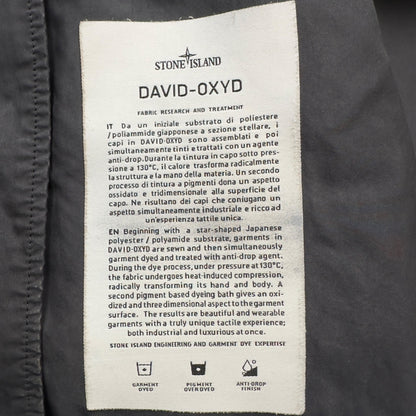 STONE ISLAND
DAVID-OXYD
FABRIC RESEARCH AND TREATMENT
IT Da un iniziale substrato di poliestere
/poliammide giapponese a sezione stellare, i
capi in DAVID-OXYD sono assemblati e poi
simultaneamente tinti e trattati con un agente
anti-drop.Durante la tintura in capo sotto pres-
sione a 130°C, il calore trasforma radicalmente
la struttura e la mano della materia. Un secondo
processo di tintura a pigmenti dona un aspetto
ossidato e tridimensionale alla superficie del
capo. Ne risultano dei capi che coniugano un
aspetto simultaneamente industriale e ricco ad
un'esperienza tattile unica.
EN Beginning with a star-shaped Japanese
polyester / polyamide substrate, garments in
DAVID-OXYD are sewn and then simultaneously
garment dyed and treated with anti-drop agent.
During the dye process, under pressure at 130°C,
the fabric undergoes heat-induced compression,
radically transforming its hand and body. A
second pigment based dyeing bath gives an oxi-
dized and three dimensional aspect to the garment
surface. The results are beautiful and wearable
garments with a truly unique tactile experience;
both industrial and luxurious at once.
STONE ISLAND ENGINEERING AND GARMENT DYE EXPERTISE
GARMENT DYED
PIGMENT OVER DYED
ANTI-DROP FINISH